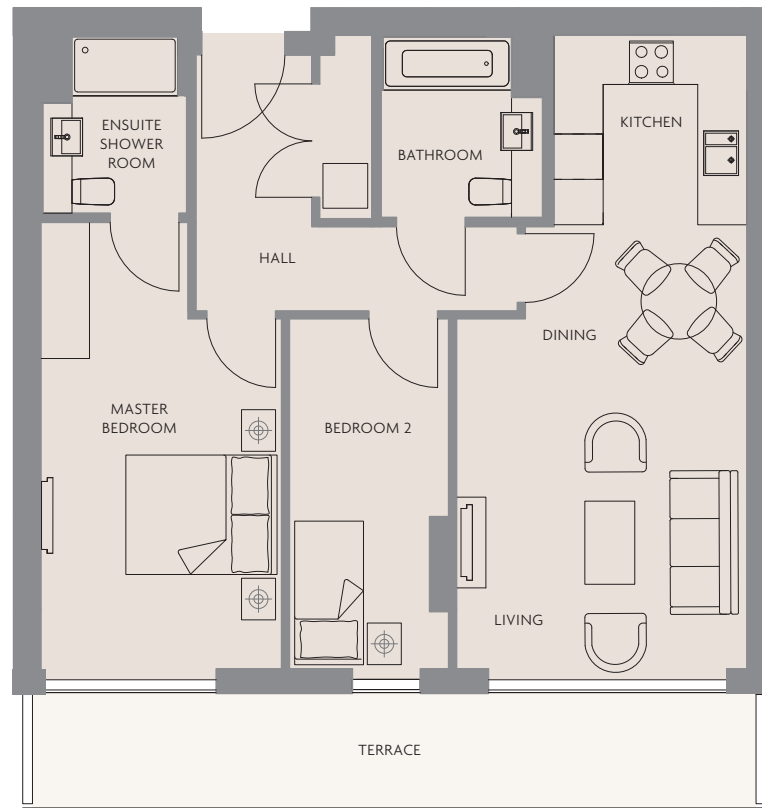 ENSUITE
SHOWER
ROOM
KITCHEN
BATHROOM
HALL
DINING
MASTER
BEDROOM
BEDROOM 2
LIVING
TERRACE